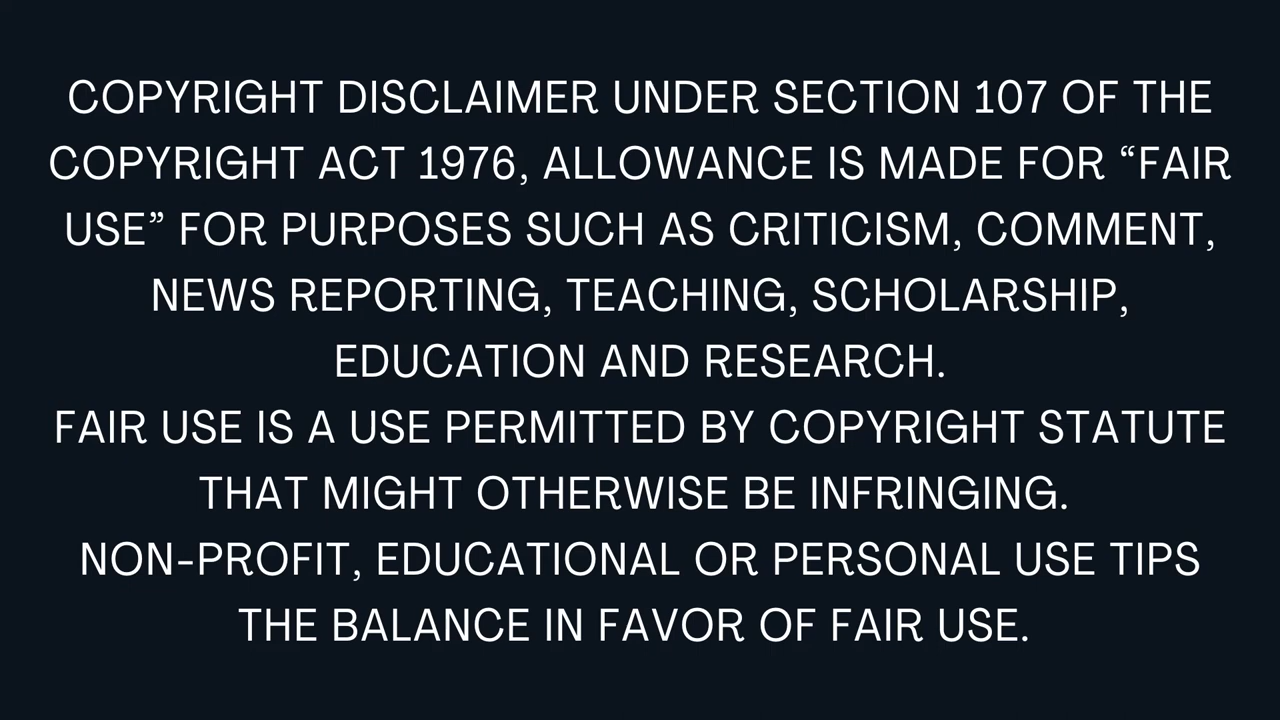 COPYRIGHT DISCLAIMER UNDER SECTION 107 OF THE
COPYRIGHT ACT 1976, ALLOWANCE IS MADE FOR “FAIR
USE” FOR PURPOSES SUCH AS CRITICISM, COMMENT,
NEWS REPORTING, TEACHING, SCHOLARSHIP,
EDUCATION AND RESEARCH.
FAIR USE IS A USE PERMITTED BY COPYRIGHT STATUTE
THAT MIGHT OTHERWISE BE INFRINGING.
NON-PROFIT, EDUCATIONAL OR PERSONAL USE TIPS
THE BALANCE IN FAVOR OF FAIR USE.